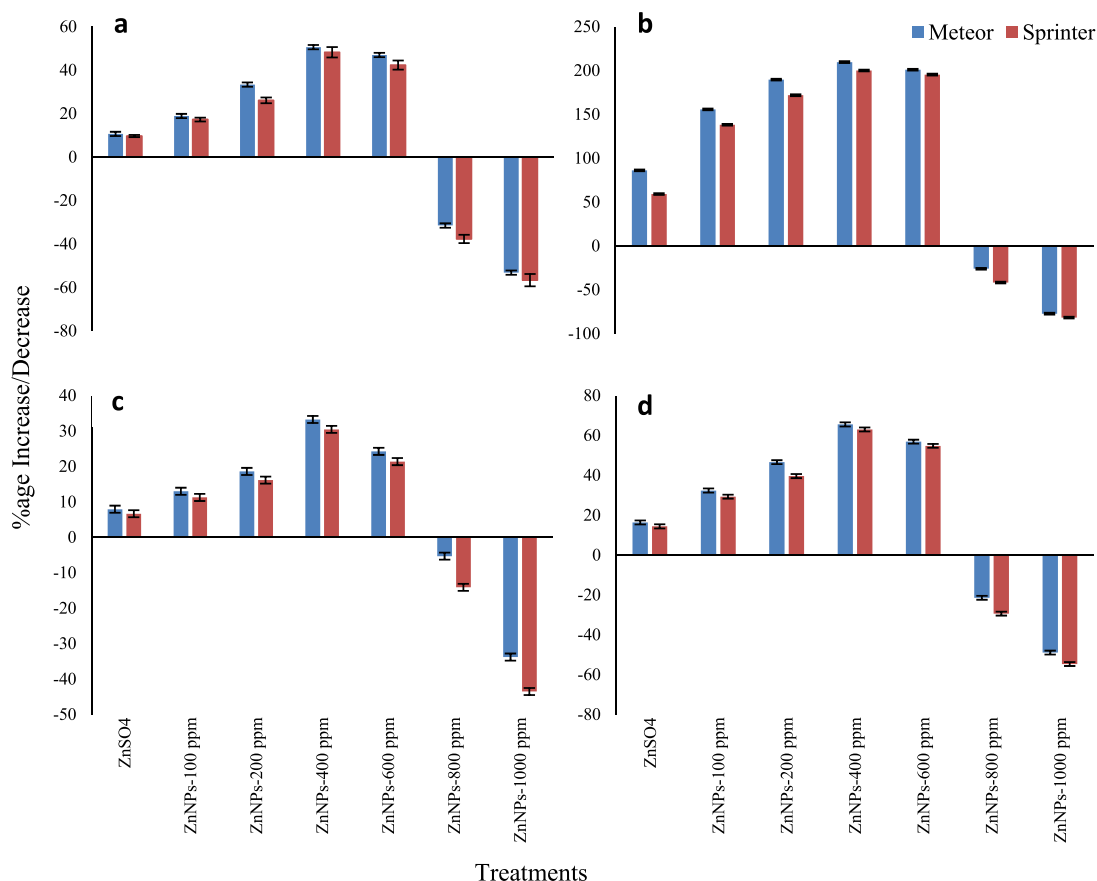 a
60
40
20
0
-20
-40
-60
-80
b
Meteor Sprinter
250
200
150
100
50
0
-50
-100
%age Increase/Decrease
c
40
30
20
10
0
-10
-20
-30
-40
-50
d
80
60
40
20
0
-20
-40
-60
-80
ZnSO4
ZnNPs-100 ppm
ZnNPs-200 ppm
ZnNPs-400 ppm
ZnNPs-600 ppm
ZnNPs-800 ppm
ZnNPs-1000 ppm
ZnSO4
ZnNPs-100 ppm
ZnNPs-200 ppm
ZnNPs-400 ppm
ZnNPs-600 ppm
ZnNPs-800 ppm
ZnNPs-1000 ppm
Treatments